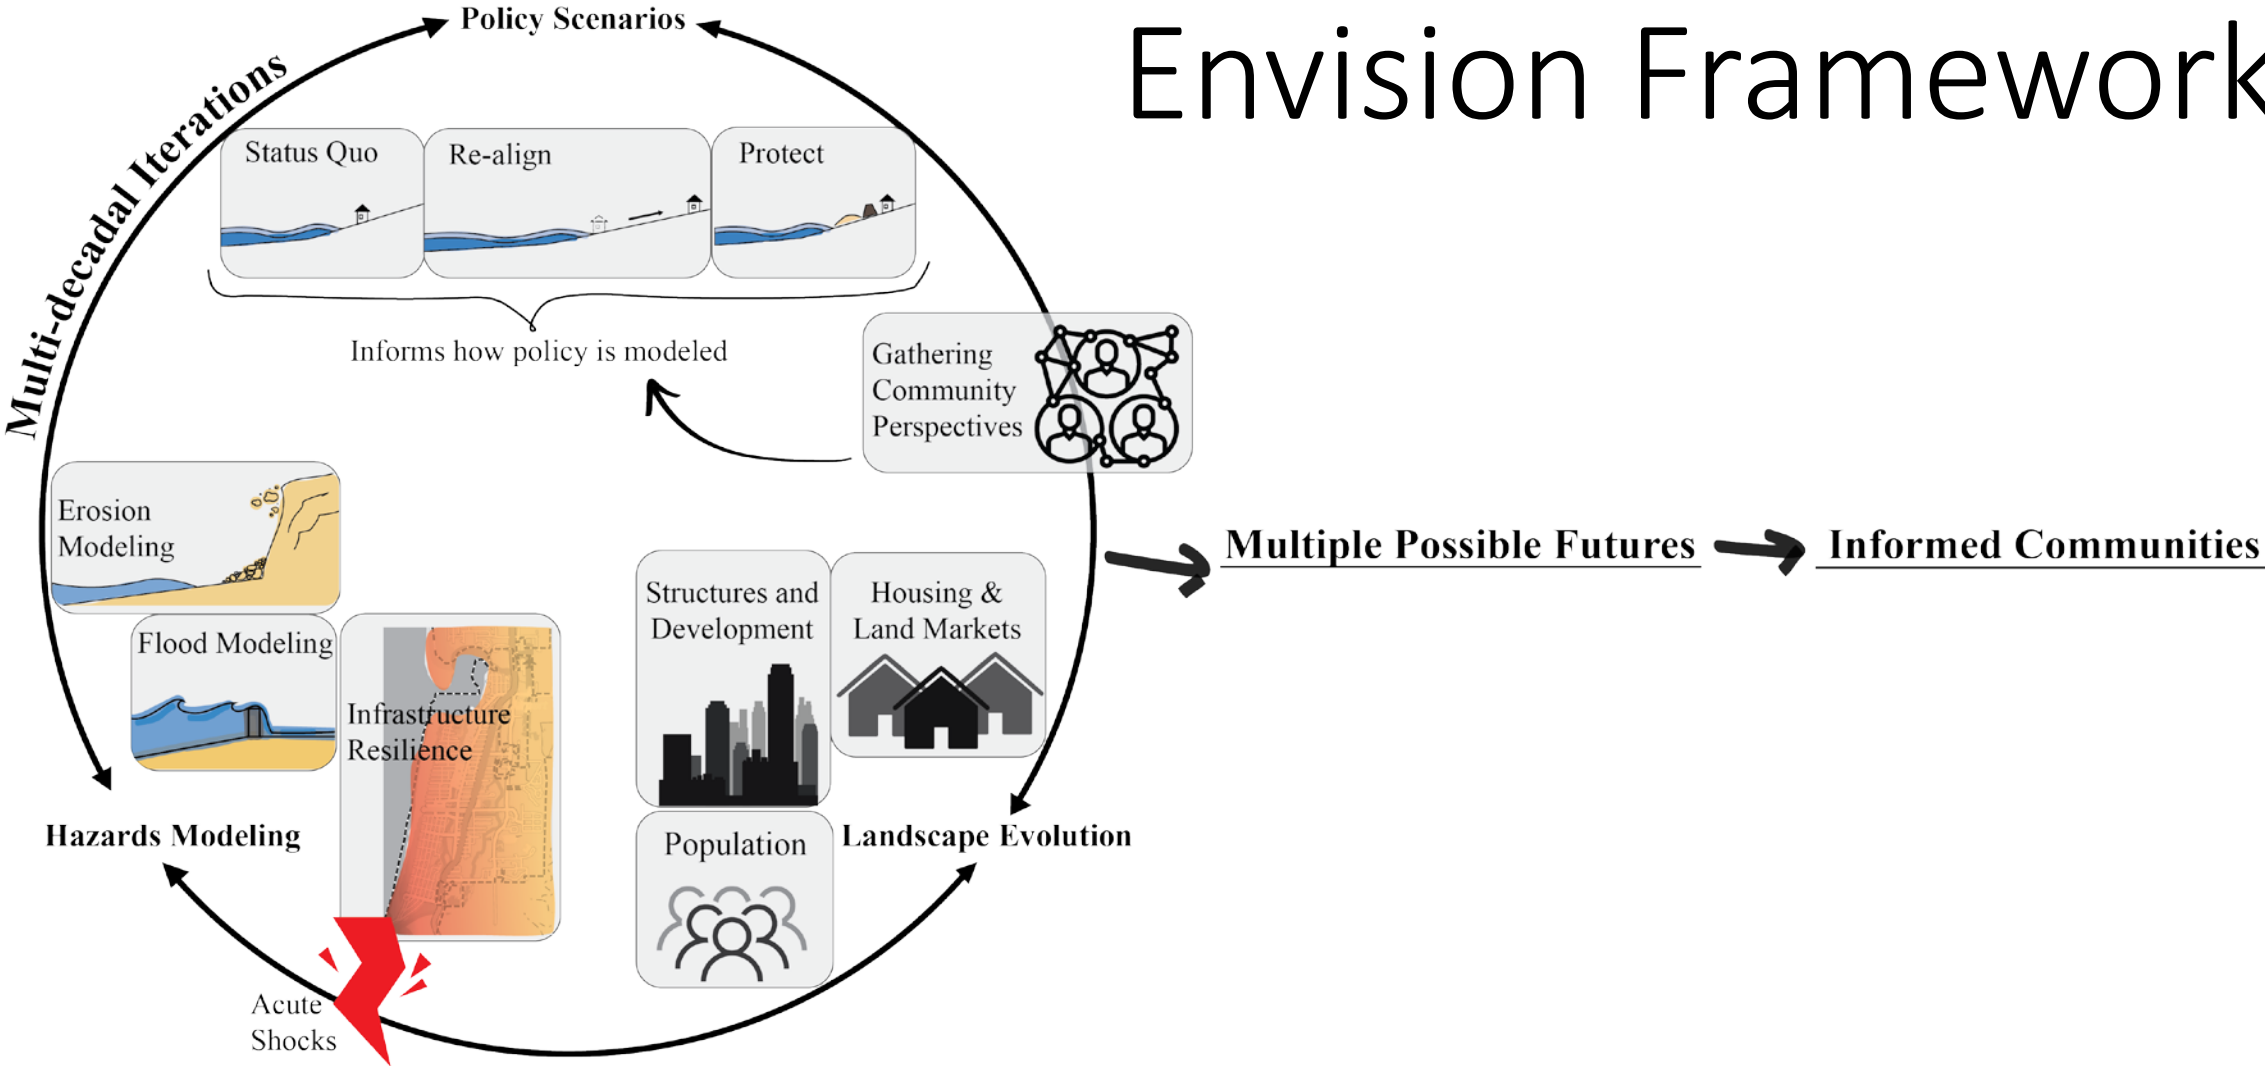 Policy Scenarios
Envision Framework
Multi-decadal Iterations
Status Quo
Re-align
Protect
Informs how policy is modeled
Gathering
Community
Perspectives
Erosion
Modeling
Flood Modeling
Infrastructure
Resilience
Structures and
Development
Housing &
Land Markets
Multiple Possible Futures
Informed Communities
Hazards Modeling
Population
Landscape Evolution
Acute
Shocks